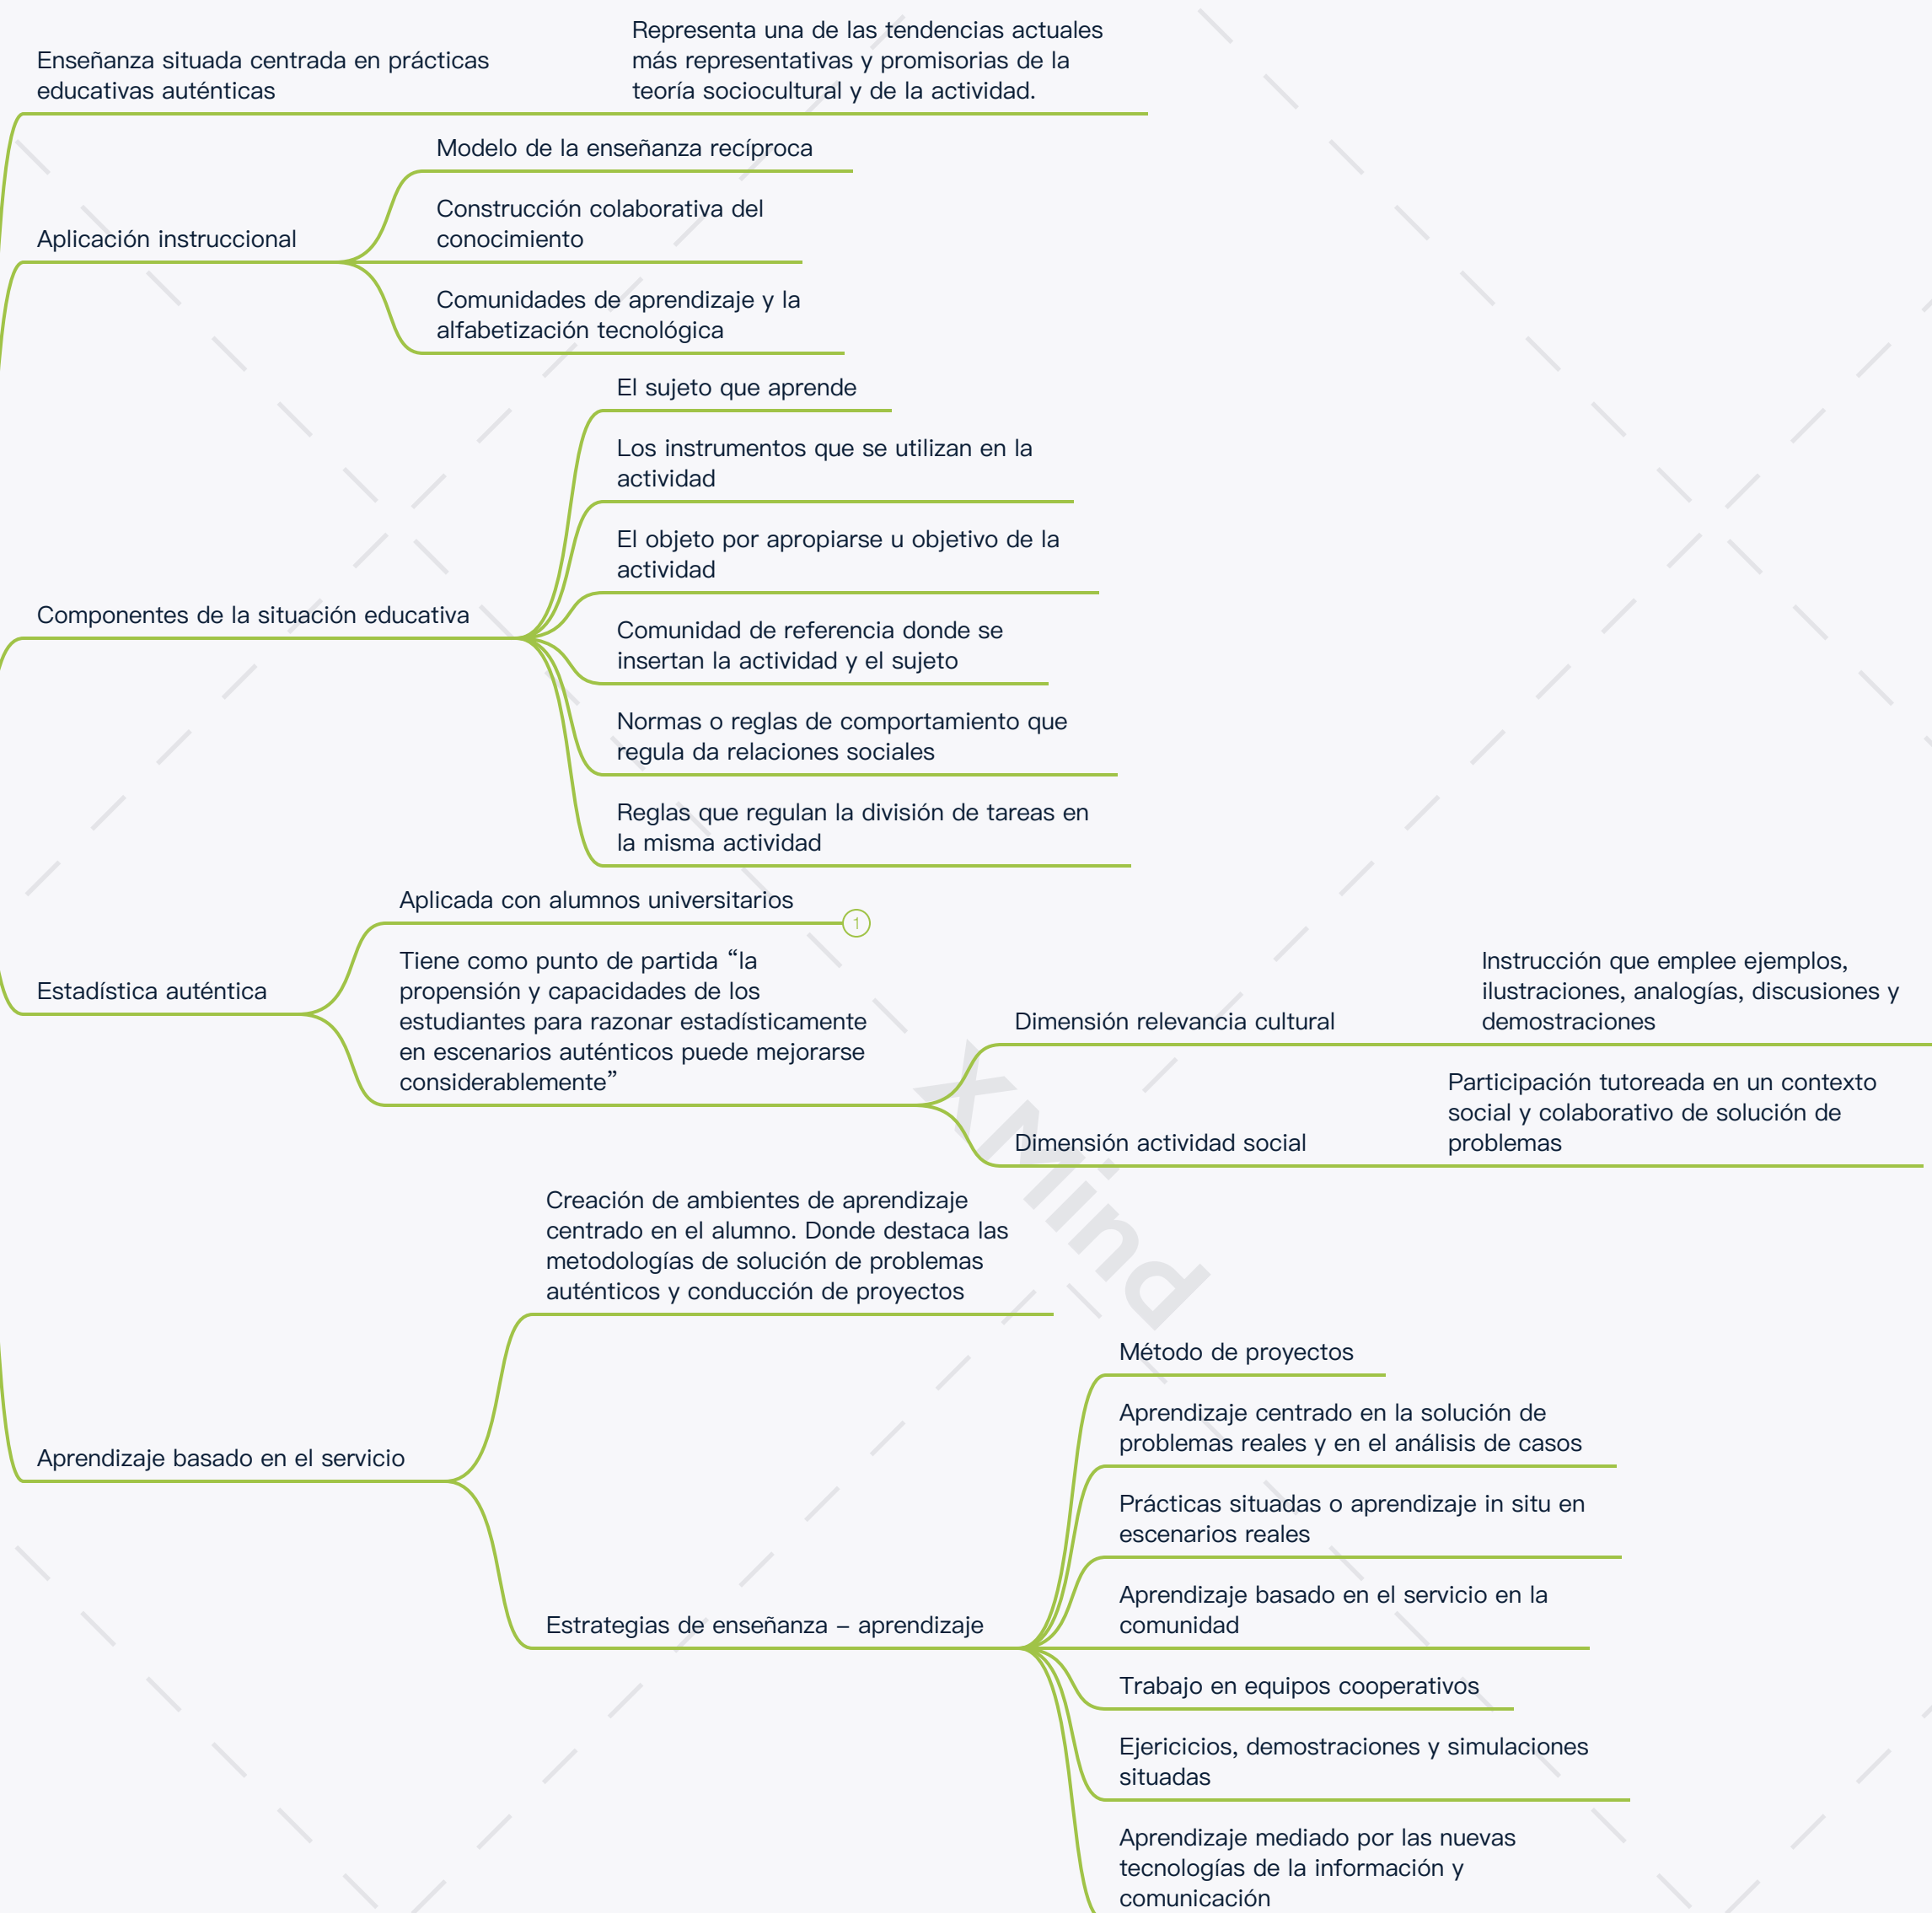 Enseñanza situada centrada en prácticas
educativas auténticas
Representa una de las tendencias actuales
más representativas y promisorias de la
teoría sociocultural y de la actividad.
Aplicación instruccional
Modelo de la enseñanza recíproca
Construcción colaborativa del
conocimiento
Comunidades de aprendizaje y la
alfabetización tecnológica
Componentes de la situación educativa
El sujeto que aprende
Los instrumentos que se utilizan en la
actividad
El objeto por apropiarse u objetivo de la
actividad
Comunidad de referencia donde se
insertan la actividad y el sujeto
Normas o reglas de comportamiento que
regula da relaciones sociales
Reglas que regulan la división de tareas en
la misma actividad
Estadística auténtica
Aplicada con alumnos universitarios
1
Tiene como punto de partida “la
propensión y capacidades de los
estudiantes para razonar estadísticamente
en escenarios auténticos puede mejorarse
considerablemente”
Dimensión relevancia cultural
Instrucción que emplee ejemplos,
ilustraciones, analogías, discusiones y
demostraciones
Dimensión actividad social
Participación tutoreada en un contexto
social y colaborativo de solución de
problemas
Aprendizaje basado en el servicio
Creación de ambientes de aprendizaje
centrado en el alumno. Donde destaca las
metodologías de solución de problemas
auténticos y conducción de proyectos
Estrategias de enseñanza – aprendizaje
Método de proyectos
Aprendizaje centrado en la solución de
problemas reales y en el análisis de casos
Prácticas situadas o aprendizaje in situ en
escenarios reales
Aprendizaje basado en el servicio en la
comunidad
Trabajo en equipos cooperativos
Ejericicios, demostraciones y simulaciones
situadas
Aprendizaje mediado por las nuevas
tecnologías de la información y
comunicación
XMind